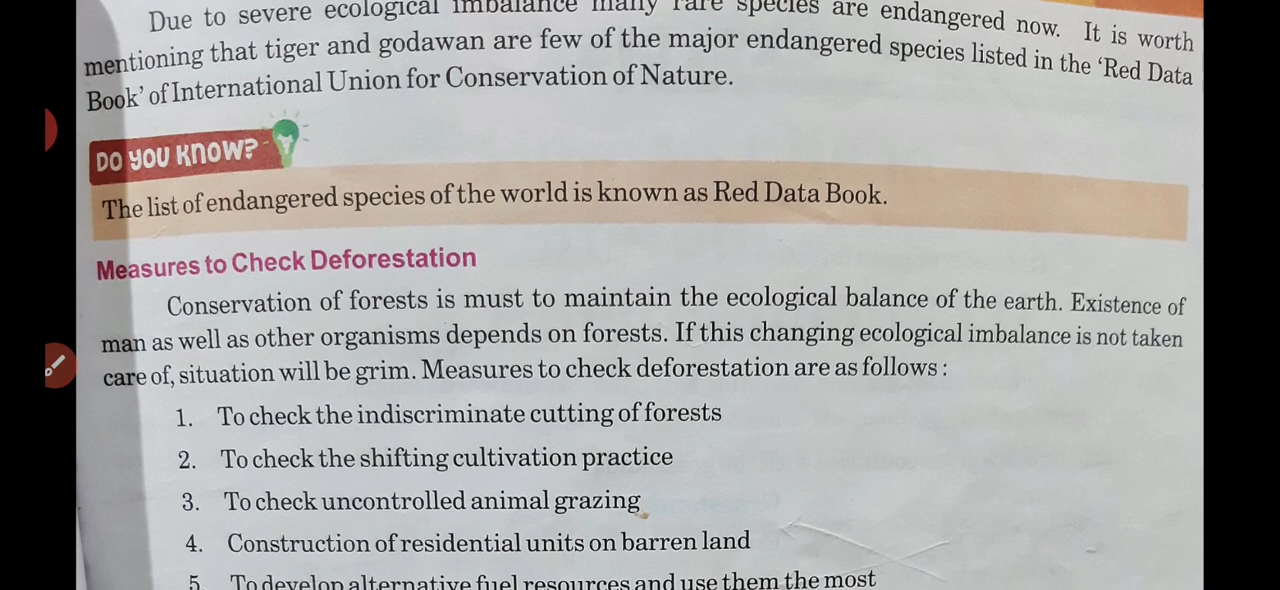 Due to severe ecological imbalance many rare species are endangered now. It is worth
mentioning that tiger and godawan are few of the major endangered species listed in the ‘Red Data
Book’ of International Union for Conservation of Nature.
DO YOU KNOW?
The list of endangered species of the world is known as Red Data Book.
Measures to Check Deforestation
Conservation of forests is must to maintain the ecological balance of the earth. Existence of
man as well as other organisms depends on forests. If this changing ecological imbalance is not taken
care of, situation will be grim. Measures to check deforestation are as follows :
1. To check the indiscriminate cutting of forests
2. To check the shifting cultivation practice
3. To check uncontrolled animal grazing
4. Construction of residential units on barren land
5. To develop alternative fuel resources and use them the most